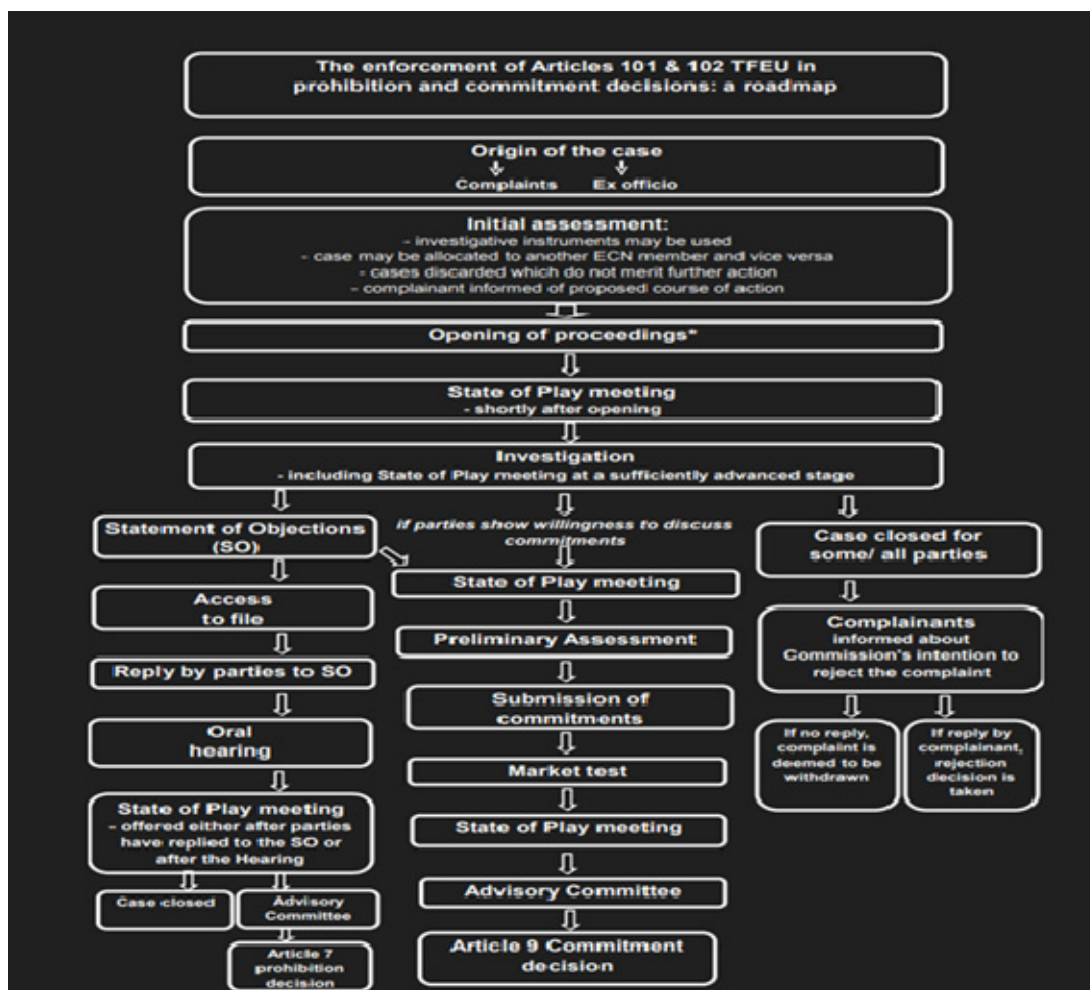 The enforcement of Articles 101 & 102 TFEU in
prohibition and commitment decisions: a roadmap
Origin of the case
Complaints Ex officio
Initial assessment:
– investigative instruments may be used
– case may be allocated to another ECN member and vice versa
– cases discarded which do not merit further action
– complainant informed of proposed course of action
Opening of proceedings*
State of Play meeting
- shortly after opening
Investigation
- including State of Play meeting at a sufficiently advanced stage
Statement of Objections
(SO)
Access
to file
Reply by parties to SO
Oral
hearing
State of Play meeting
– offered either after parties
have replied to the SO or
after the Hearing
Case closed
Advisory
Committee
Article 7
prohibition
decision
if parties show willingness to discuss
commitments
State of Play meeting
Preliminary Assessment
Submission of
commitments
Market test
State of Play meeting
Advisory Committee
Article 9 Commitment
decision
Case closed for
some/ all parties
Complainants
informed about
Commission's intention to
reject the complaint
If no reply,
complaint is
deemed to be
withdrawn
If reply by
complainant,
rejection
decision is
taken